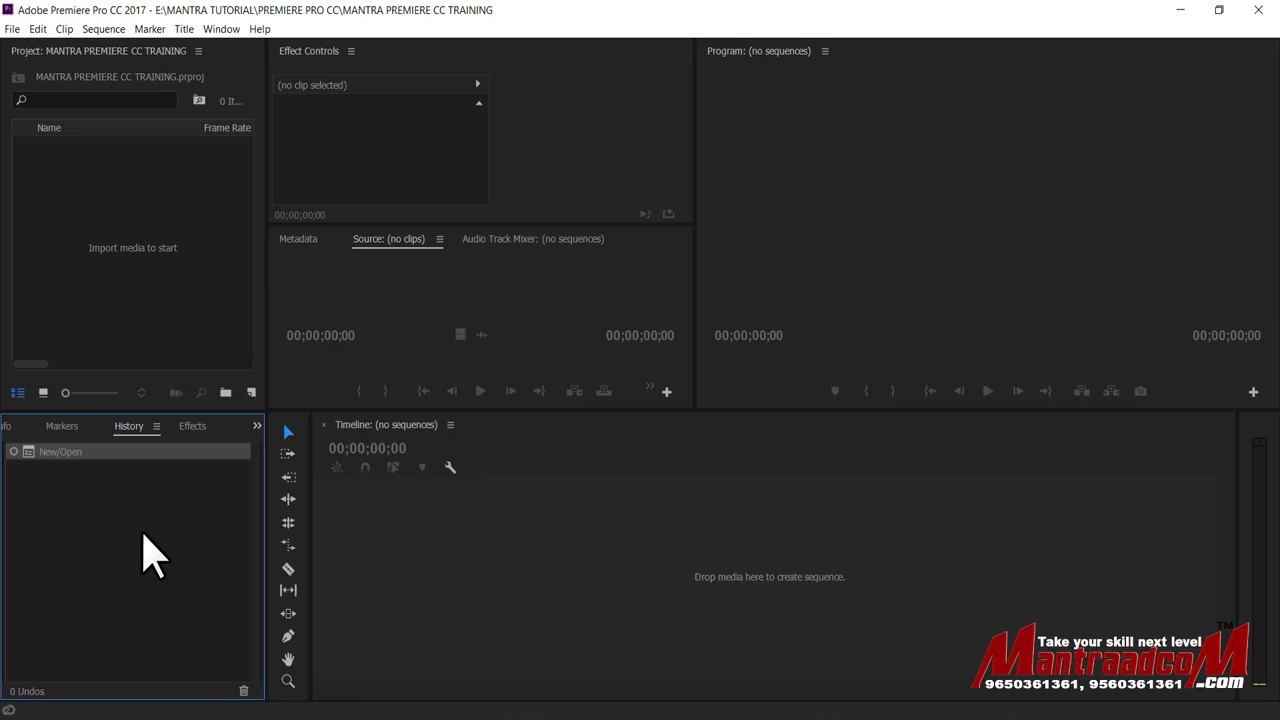 Adobe Premiere Pro CC 2017 - E:\MANTRA TUTORIAL\PREMIERE PRO CC\MANTRA PREMIERE CC TRAINING
File Edit Clip Sequence Marker Title Window Help
Project: MANTRA PREMIERE CC TRAINING
Effect Controls
Program: (no sequences)
MANTRA PREMIERE CC TRAINING.prproj
(no clip selected)
0 It...
Name Frame Rate
Import media to start
00;00;00;00
Metadata Source: (no clips) Audio Track Mixer: (no sequences)
00;00;00;00 00;00;00;00
00;00;00;00 00;00;00;00
fo Markers History Effects
New/Open
0 Undos
Timeline: (no sequences)
00;00;00;00
Drop media here to create sequence.
TM
Take your skill next level
MantraadcoM
.com
9650361361, 9560361361